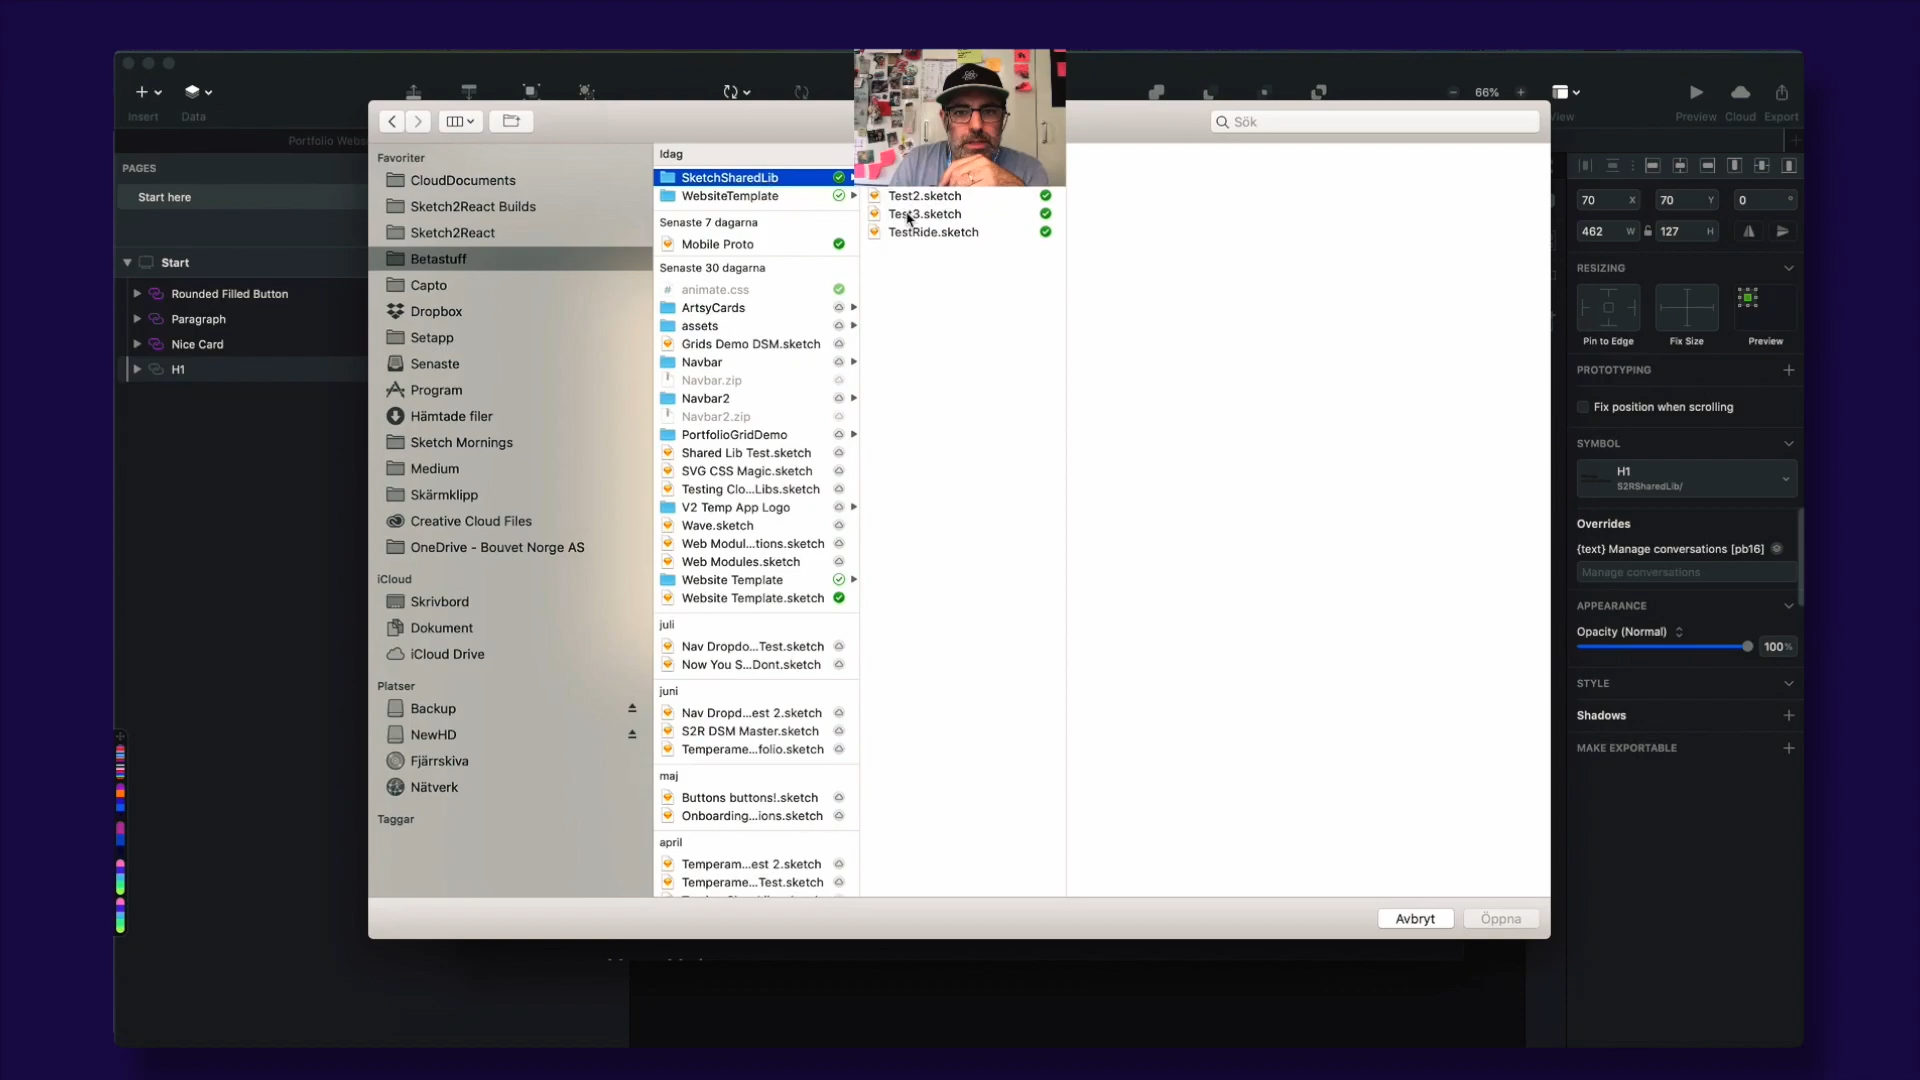 Insert
Data
66%
View
Preview
Cloud
Export
Portfolio Webs
PAGES
Start here
Start
Rounded Filled Button
Paragraph
Nice Card
H1
Sök
Favoriter
CloudDocuments
Sketch2React Builds
Sketch2React
Betastuff
Capto
Dropbox
Setapp
Senaste
Program
Hämtade filer
Sketch Mornings
Medium
Skärmklipp
Creative Cloud Files
OneDrive - Bouvet Norge AS
iCloud
Skrivbord
Dokument
iCloud Drive
Platser
Backup
NewHD
Fjärrskiva
Nätverk
Taggar
Idag
SketchSharedLib
WebsiteTemplate
Senaste 7 dagarna
Mobile Proto
Senaste 30 dagarna
# animate.css
ArtsyCards
assets
Grids Demo DSM.sketch
Navbar
Navbar.zip
Navbar2
Navbar2.zip
PortfolioGridDemo
Shared Lib Test.sketch
SVG CSS Magic.sketch
Testing Clo...Libs.sketch
V2 Temp App Logo
Wave.sketch
Web Modul...tions.sketch
Web Modules.sketch
Website Template
Website Template.sketch
juli
Nav Dropdo...Test.sketch
Now You S...Dont.sketch
juni
Nav Dropd...est 2.sketch
S2R DSM Master.sketch
Temperame...folio.sketch
maj
Buttons buttons!.sketch
Onboarding...ions.sketch
april
Temperam...est 2.sketch
Temperame...Test.sketch
Test2.sketch
Test3.sketch
TestRide.sketch
Avbryt
Öppna
70 X
70 Y
0 °
462 W
127 H
RESIZING
Pin to Edge
Fix Size
Preview
PROTOTYPING
Fix position when scrolling
SYMBOL
H1
S2RSharedLib/
Overrides
{text} Manage conversations [pb16]
Manage conversations
APPEARANCE
Opacity (Normal)
100%
STYLE
Shadows
MAKE EXPORTABLE